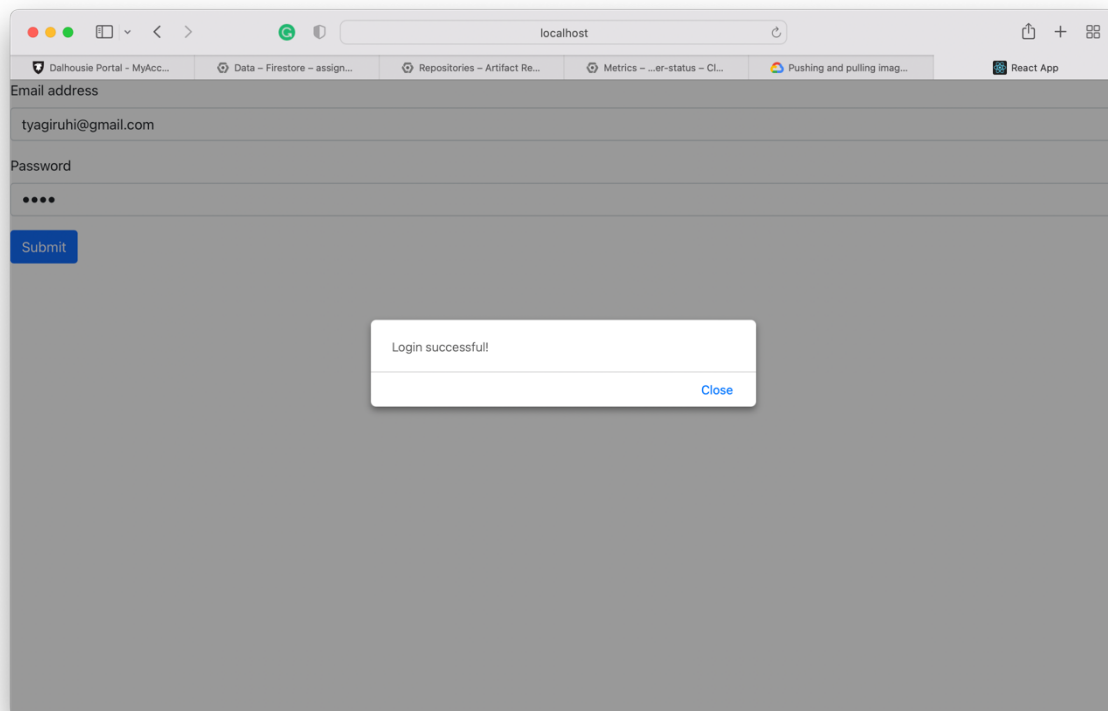 localhost
Dalhousie Portal - MyAcc...
Data – Firestore – assign...
Repositories – Artifact Re...
Metrics – ...er-status – Cl...
Pushing and pulling imag...
React App
Email address
tyagiruhi@gmail.com
Password
••••
Submit
Login successful!
Close